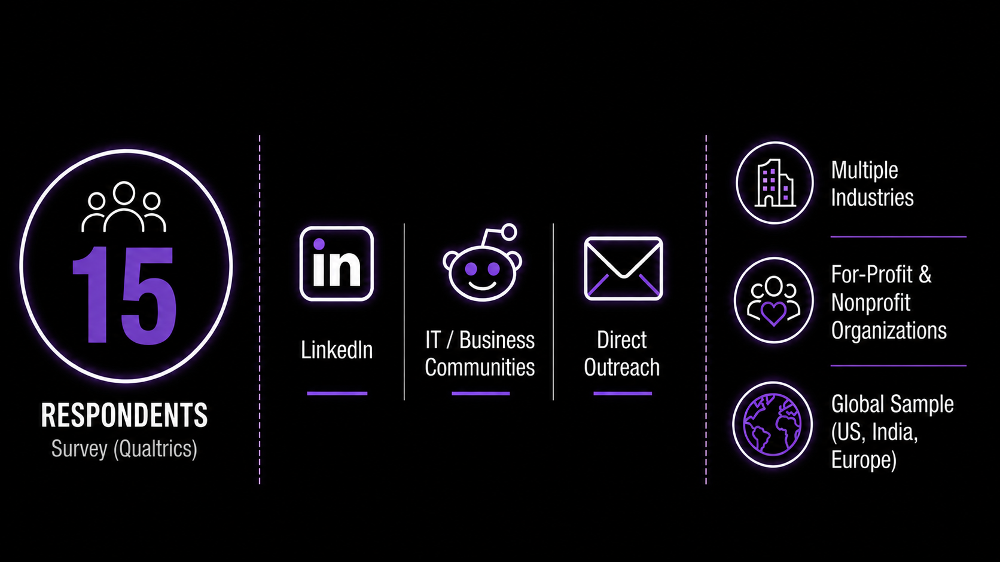 15
RESPONDENTS
Survey (Qualtrics)
in
LinkedIn
IT / Business
Communities
Direct
Outreach
Multiple
Industries
For-Profit &
Nonprofit
Organizations
Global Sample
(US, India,
Europe)